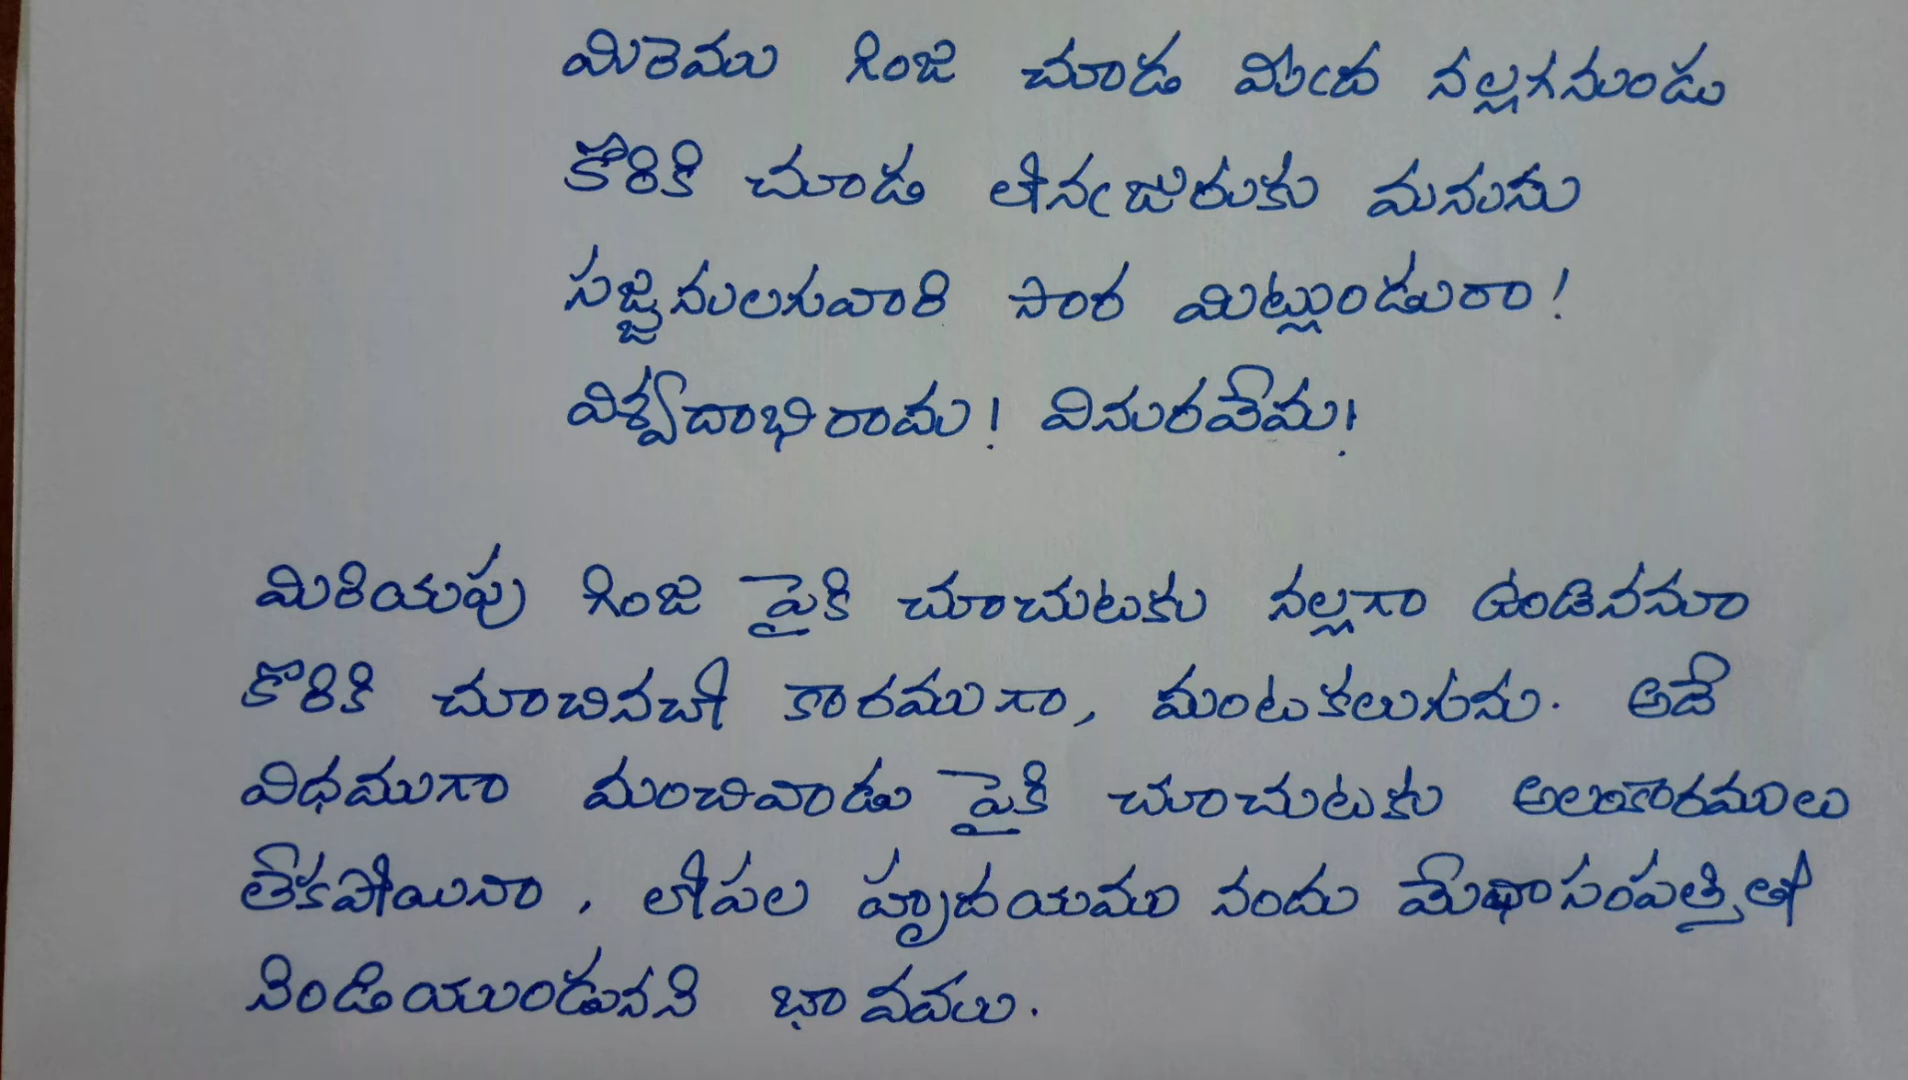 మిరెము గింజ చూడ మీఁద నల్లగనుండు
కొరికి చూడ లోనఁజురుకు మనును
సజ్జనులగువారి సార మిట్లుండురా!
విశ్వదాభిరామ! వినురవేమ!
మిరియపు గింజ పైకి చూచుటకు నల్లగా ఉండిననూ
కొరికి చూచినచో కారముగా, మంటకలుగును. అదే
విధముగా మంచివాడు పైకి చూచుటకు అలంకారములు
లేకపోయినా, లోపల హృదయము నందు మేధాసంపత్తితో
నిండియుండునని భావము.